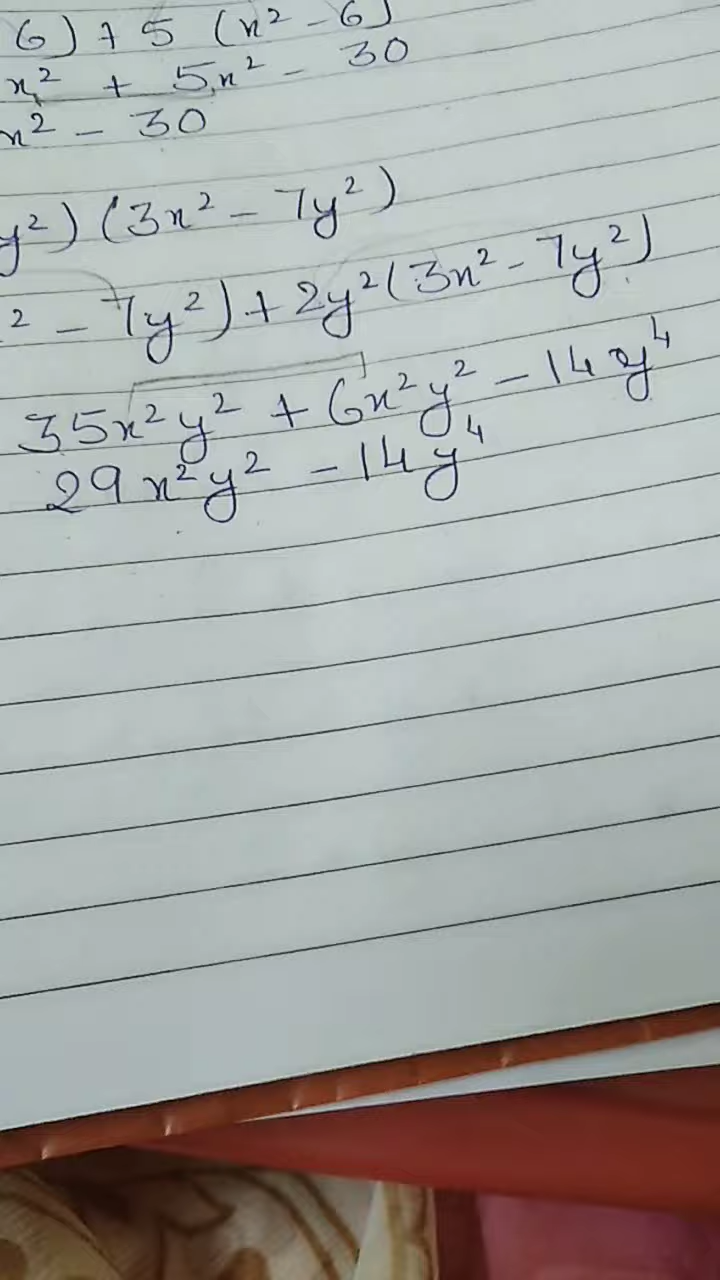 6) + 5 (x² - 6)
x² + 5x² - 30
x² - 30
y²) (3x² - 7y²)
² - 7y²) + 2y²(3x² - 7y²)
35x²y² + 6x²y² - 14y⁴
29x²y² - 14y⁴